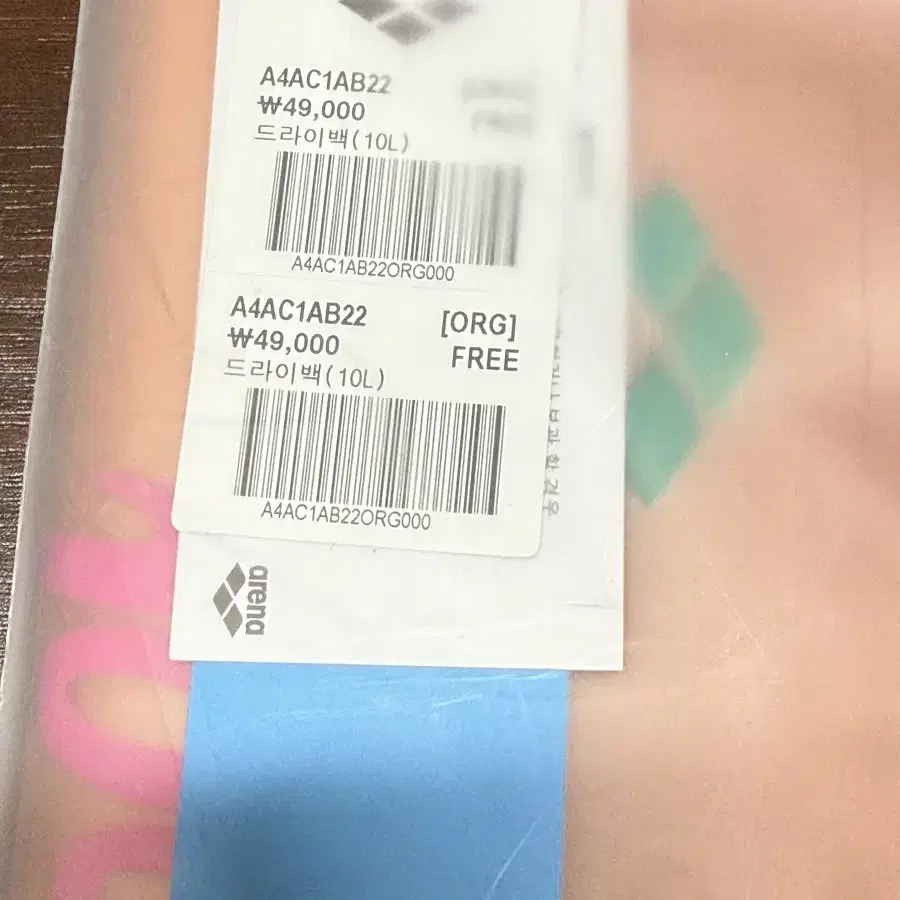 A4AC1AB22
₩49,000
드라이백(10L)
A4AC1AB22ORG000
A4AC1AB22 [ORG]
₩49,000 FREE
드라이백(10L)
A4AC1AB22ORG000
arena